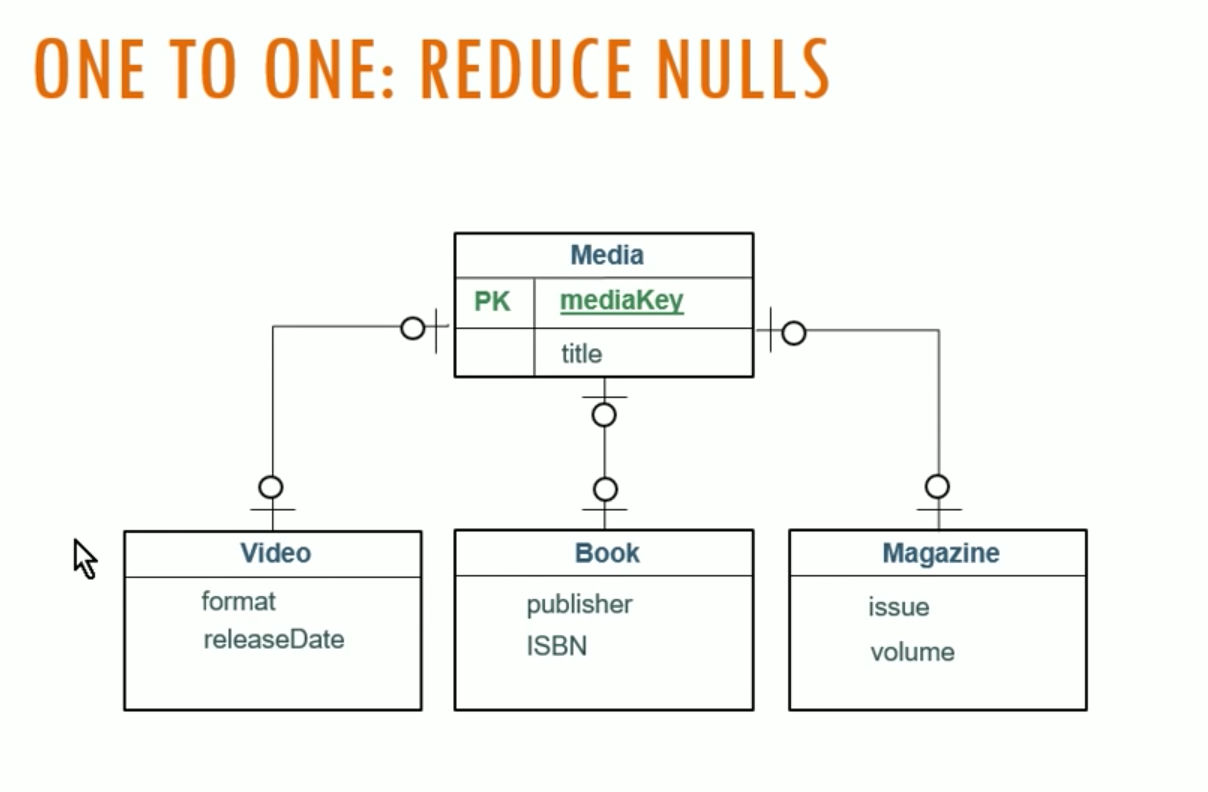 ONE TO ONE: REDUCE NULLS
Media
PK mediaKey
title
Video
format
releaseDate
Book
publisher
ISBN
Magazine
issue
volume